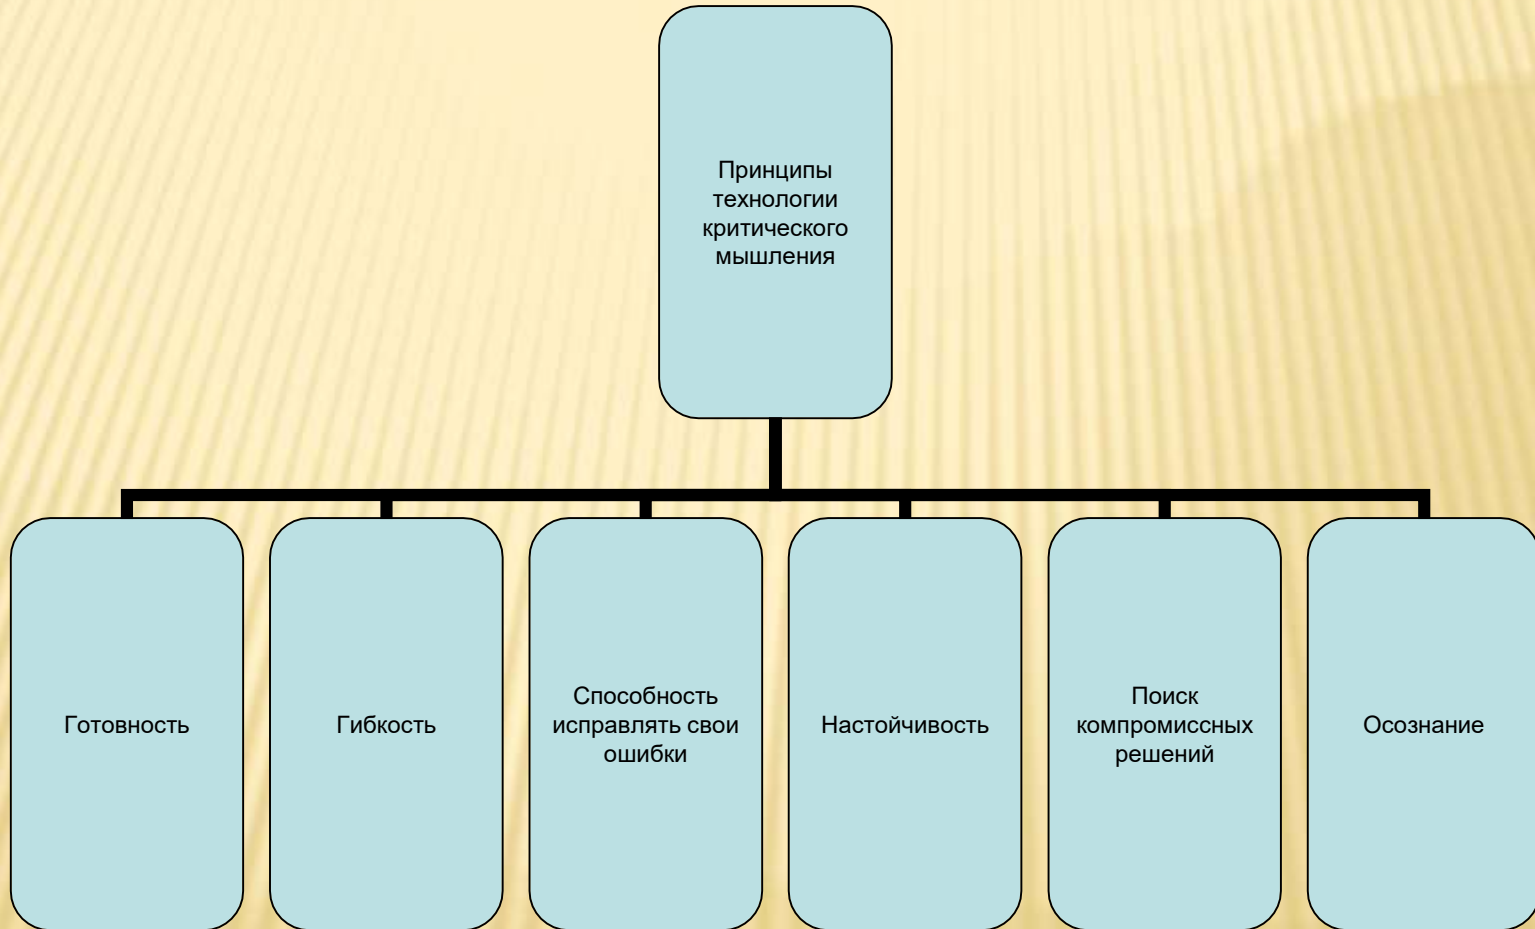 Принципы
технологии
критического
мышления
Готовность
Гибкость
Способность
исправлять свои
ошибки
Настойчивость
Поиск
компромиссных
решений
Осознание